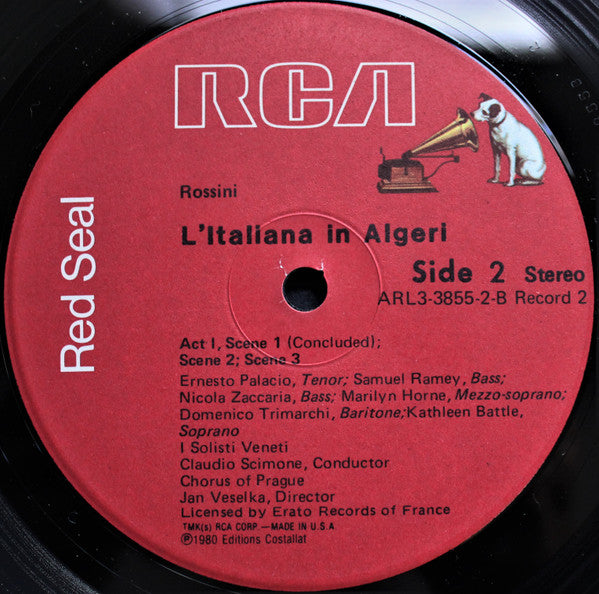 RCA
Red Seal
Rossini
L'Italiana in Algeri
Side 2 Stereo
ARL3-3855-2-B Record 2
Act I, Scene 1 (Concluded);
Scene 2; Scene 3
Ernesto Palacio, Tenor; Samuel Ramey, Bass;
Nicola Zaccaria, Bass; Marilyn Horne, Mezzo-soprano;
Domenico Trimarchi, Baritone;Kathleen Battle,
Soprano
I Solisti Veneti
Claudio Scimone, Conductor
Chorus of Prague
Jan Veselka, Director
Licensed by Erato Records of France
TMK(s) RCA CORP.—MADE IN U.S.A.
℗1980 Editions Costallat